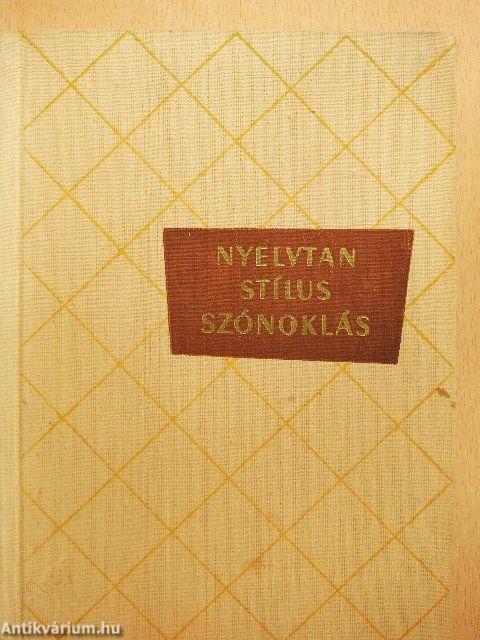 NYELVTAN
STÍLUS
SZÓNOKLÁS
Antikvárium.hu